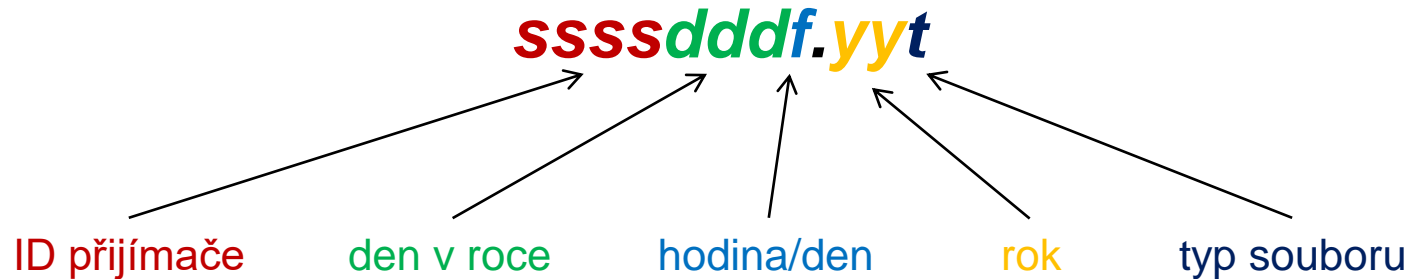 ssssdddf.yyt
ID přijímače den v roce hodina/den rok typ souboru